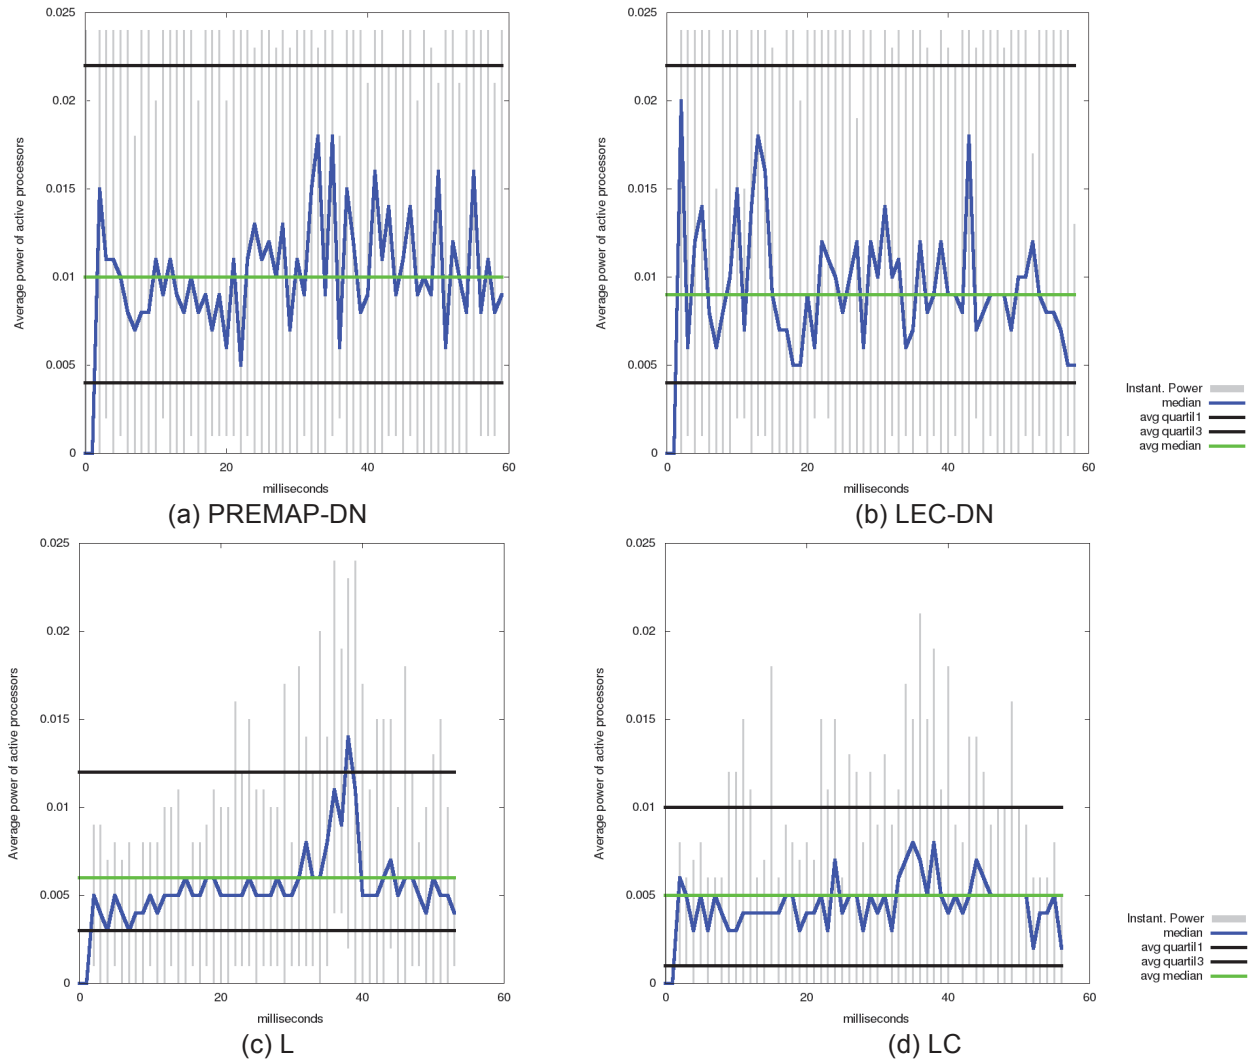 0.025
0.02
0.015
0.01
0.005
0
0 20 40 60
Average power of active processors
milliseconds
(a) PREMAP-DN
0.025
0.02
0.015
0.01
0.005
0
0 20 40 60
Average power of active processors
milliseconds
(b) LEC-DN
Instant. Power
median
avg quartil1
avg quartil3
avg median
0.025
0.02
0.015
0.01
0.005
0
0 20 40 60
Average power of active processors
milliseconds
(c) L
0.025
0.02
0.015
0.01
0.005
0
0 20 40 60
Average power of active processors
milliseconds
(d) LC
Instant. Power
median
avg quartil1
avg quartil3
avg median